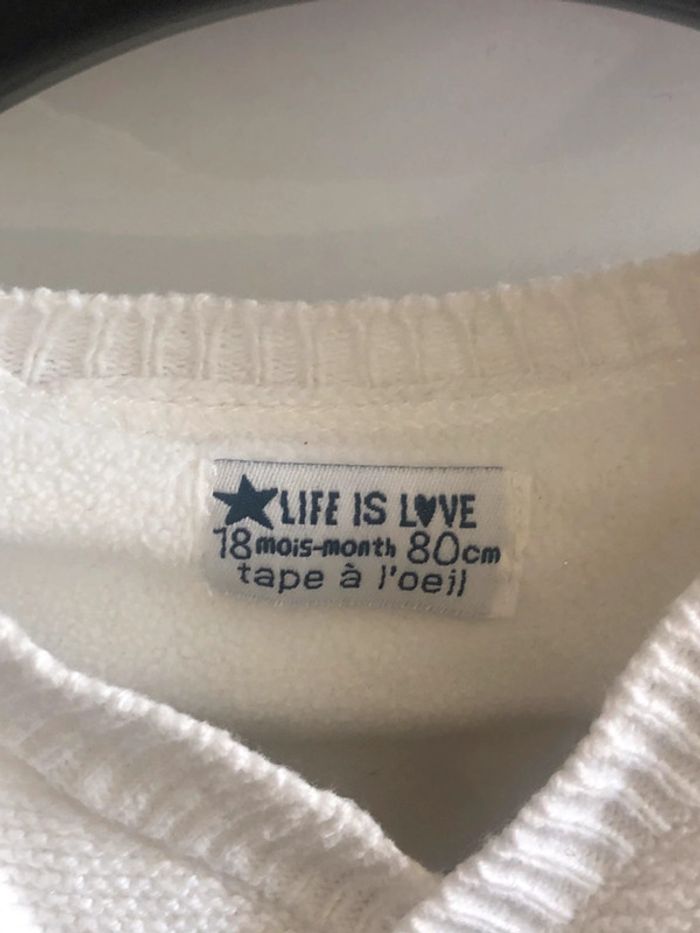 LIFE IS LOVE
18 mois-month 80cm
tape à l'oeil